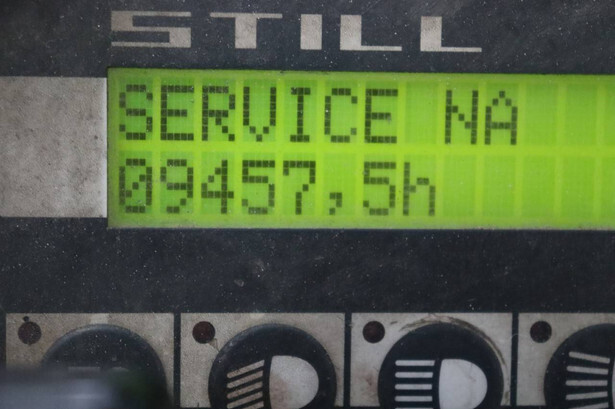 STILL
SERVICE NA
09457,5h